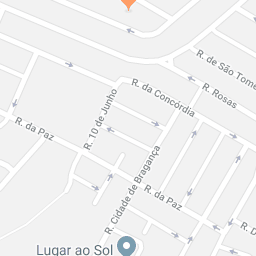 R. de São Tomé
R. Rosas
R. da Concórdia
R. 10 de Junho
R. da Paz
R. Cidade de Bragança
R. da Paz
Lugar ao Sol